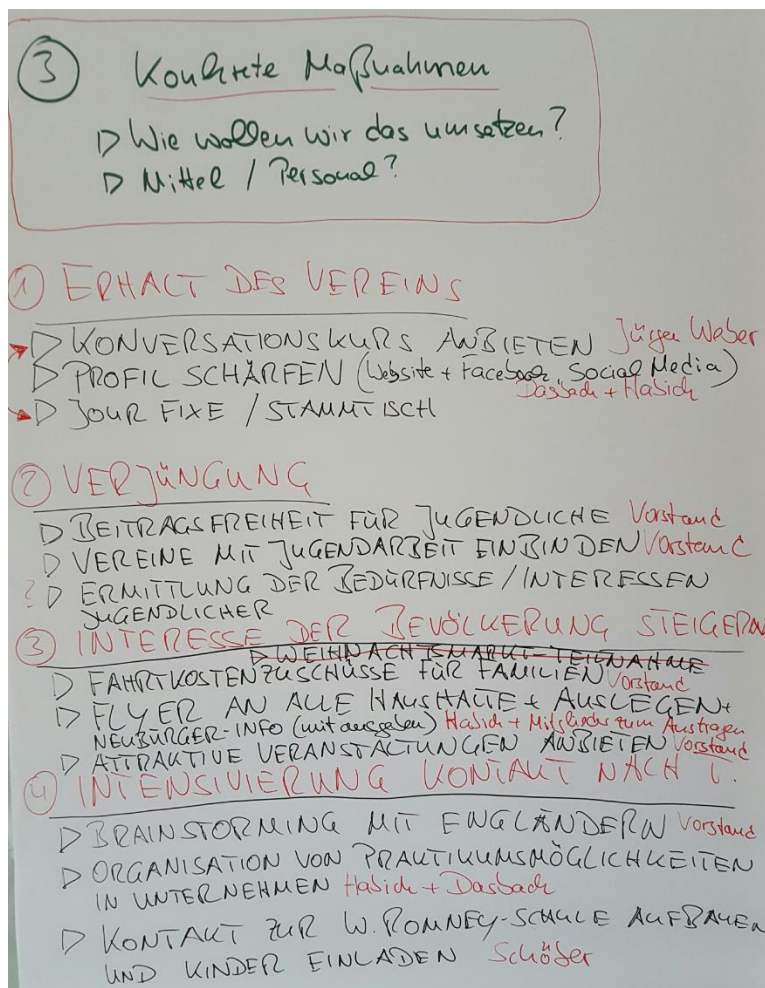 3 Konkrete Maßnahmen
▷ Wie wollen wir das umsetzen?
▷ Mittel / Personal?
1 ERHALT DES VEREINS
▷ KONVERSATIONSKURS ANBIETEN Jürgen Weber
▷ PROFIL SCHÄRFEN (Website + Facebook, Social Media)
Dasbach + Habich
▷ JOUR FIXE / STAMMTISCH
2 VERJÜNGUNG
▷ BEITRAGSFREIHEIT FÜR JUGENDLICHE Vorstand
▷ VEREINE MIT JUGENDARBEIT EINBINDEN Vorstand
? ▷ ERMITTLUNG DER BEDÜRFNISSE / INTERESSEN
JUGENDLICHER
3 INTERESSE DER BEVÖLKERUNG STEIGERN
▷ WEIHNACHTSMARKT-TEILNAHME
▷ FAHRTKOSTENZUSCHÜSSE FÜR FAMILIEN Vorstand
▷ FLYER AN ALLE HAUSHALTE + AUSLEGEN +
NEUBÜRGER-INFO (mit ausgeben) Habich + Mitglieder zum Austragen
▷ ATTRAKTIVE VERANSTALTUNGEN ANBIETEN Vorstand
4 INTENSIVIERUNG KONTAKT NACH
▷ BRAINSTORMING MIT ENGLÄNDERN Vorstand
▷ ORGANISATION VON PRAKTIKUMSMÖGLICHKEITEN
IN UNTERNEHMEN Habich + Dasbach
▷ KONTAKT ZUR W. ROMNEY-SCHULE AUFBAUEN
UND KINDER EINLADEN